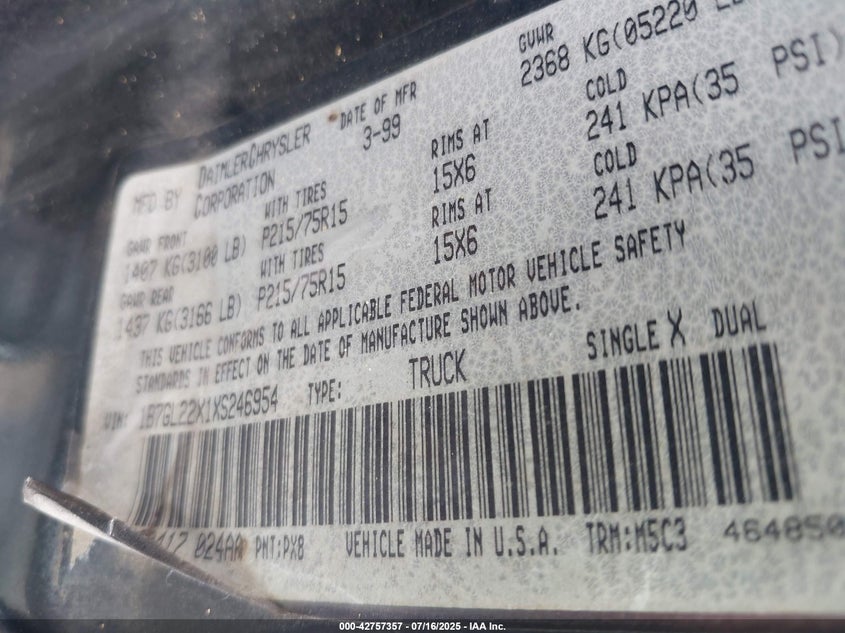 MFD BY DAIMLERCHRYSLER CORPORATION
DATE OF MFR 3-99
GVWR 2368 KG(05220
GAWR FRONT WITH TIRES RIMS AT COLD
1407 KG(3100 LB) P215/75R15 15X6 241 KPA(35 PSI)
GAWR REAR WITH TIRES RIMS AT COLD
1437 KG(3166 LB) P215/75R15 15X6 241 KPA(35 PSI
THIS VEHICLE CONFORMS TO ALL APPLICABLE FEDERAL MOTOR VEHICLE SAFETY
STANDARDS IN EFFECT ON THE DATE OF MANUFACTURE SHOWN ABOVE.
VIN: 1B7GL22X1XS246954 TYPE: TRUCK SINGLE X DUAL
024AA PNT:PX8 VEHICLE MADE IN U.S.A. TRM:M5C3 464850
000-42757357 - 07/16/2025 - IAA Inc.